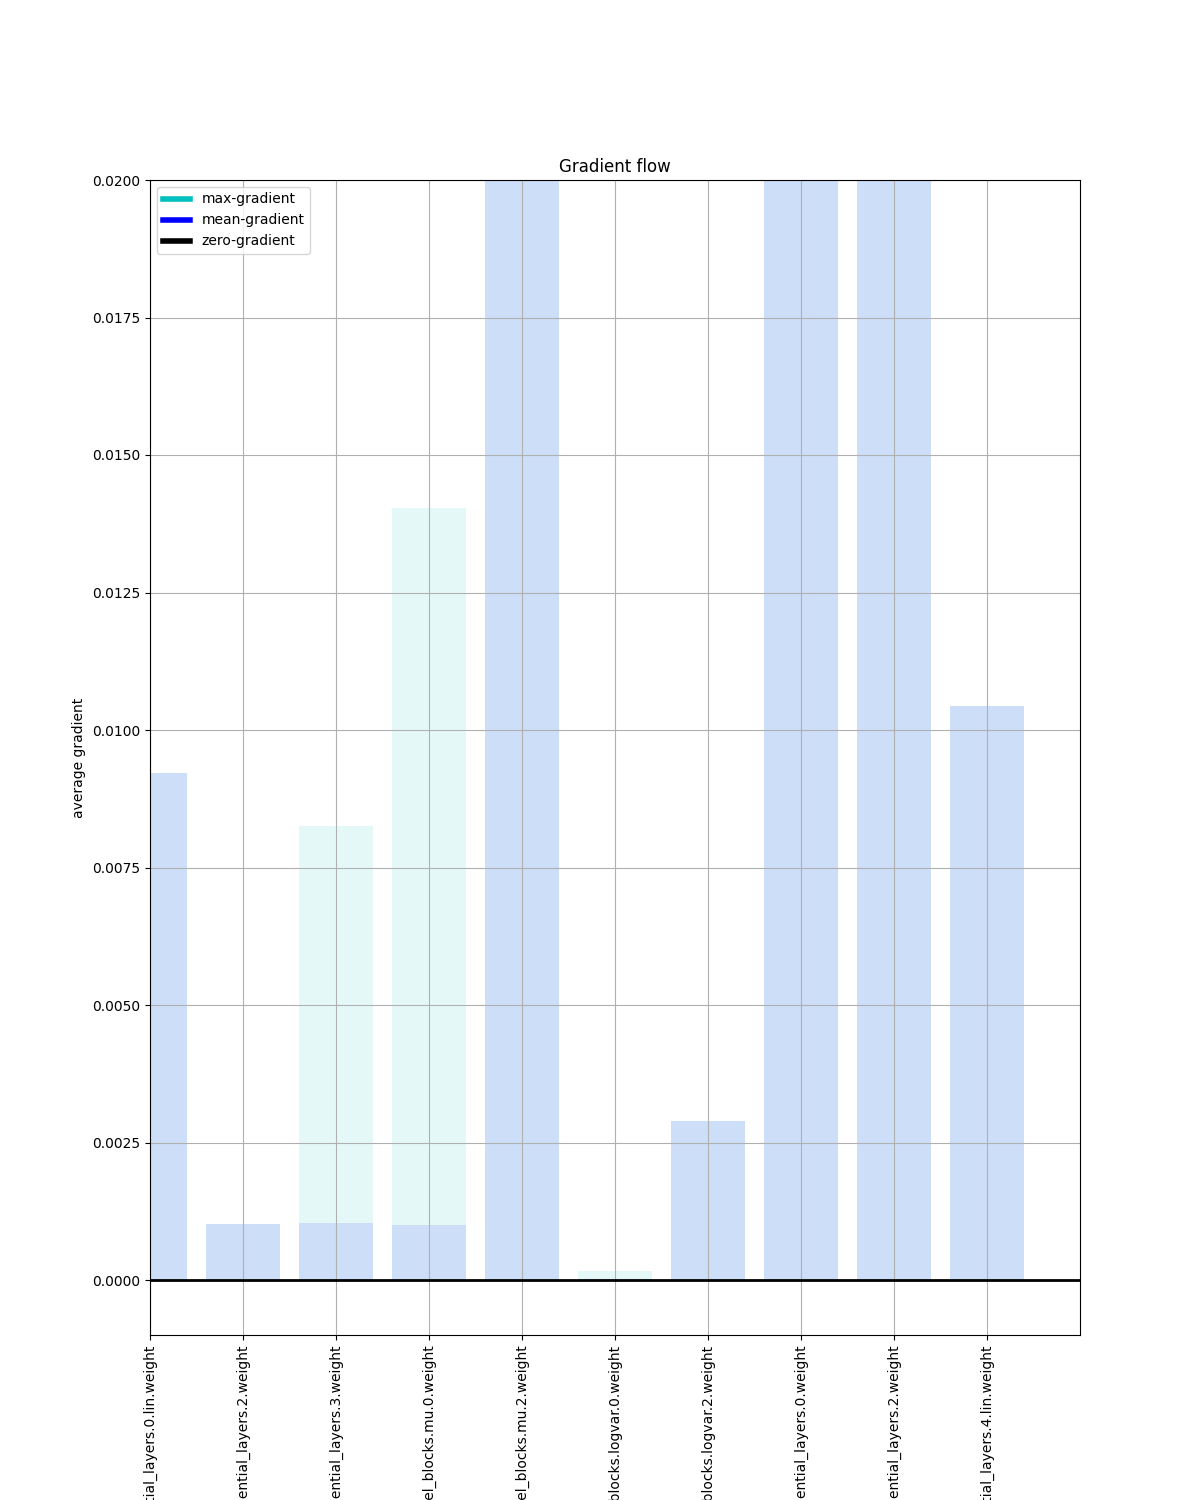 Gradient flow
max-gradient
mean-gradient
zero-gradient
0.0200
0.0175
0.0150
0.0125
0.0100
0.0075
0.0050
0.0025
0.0000
average gradient
tial_layers.0.lin.weight
ential_layers.2.weight
ential_layers.3.weight
el_blocks.mu.0.weight
el_blocks.mu.2.weight
blocks.logvar.0.weight
blocks.logvar.2.weight
ential_layers.0.weight
ential_layers.2.weight
tial_layers.4.lin.weight